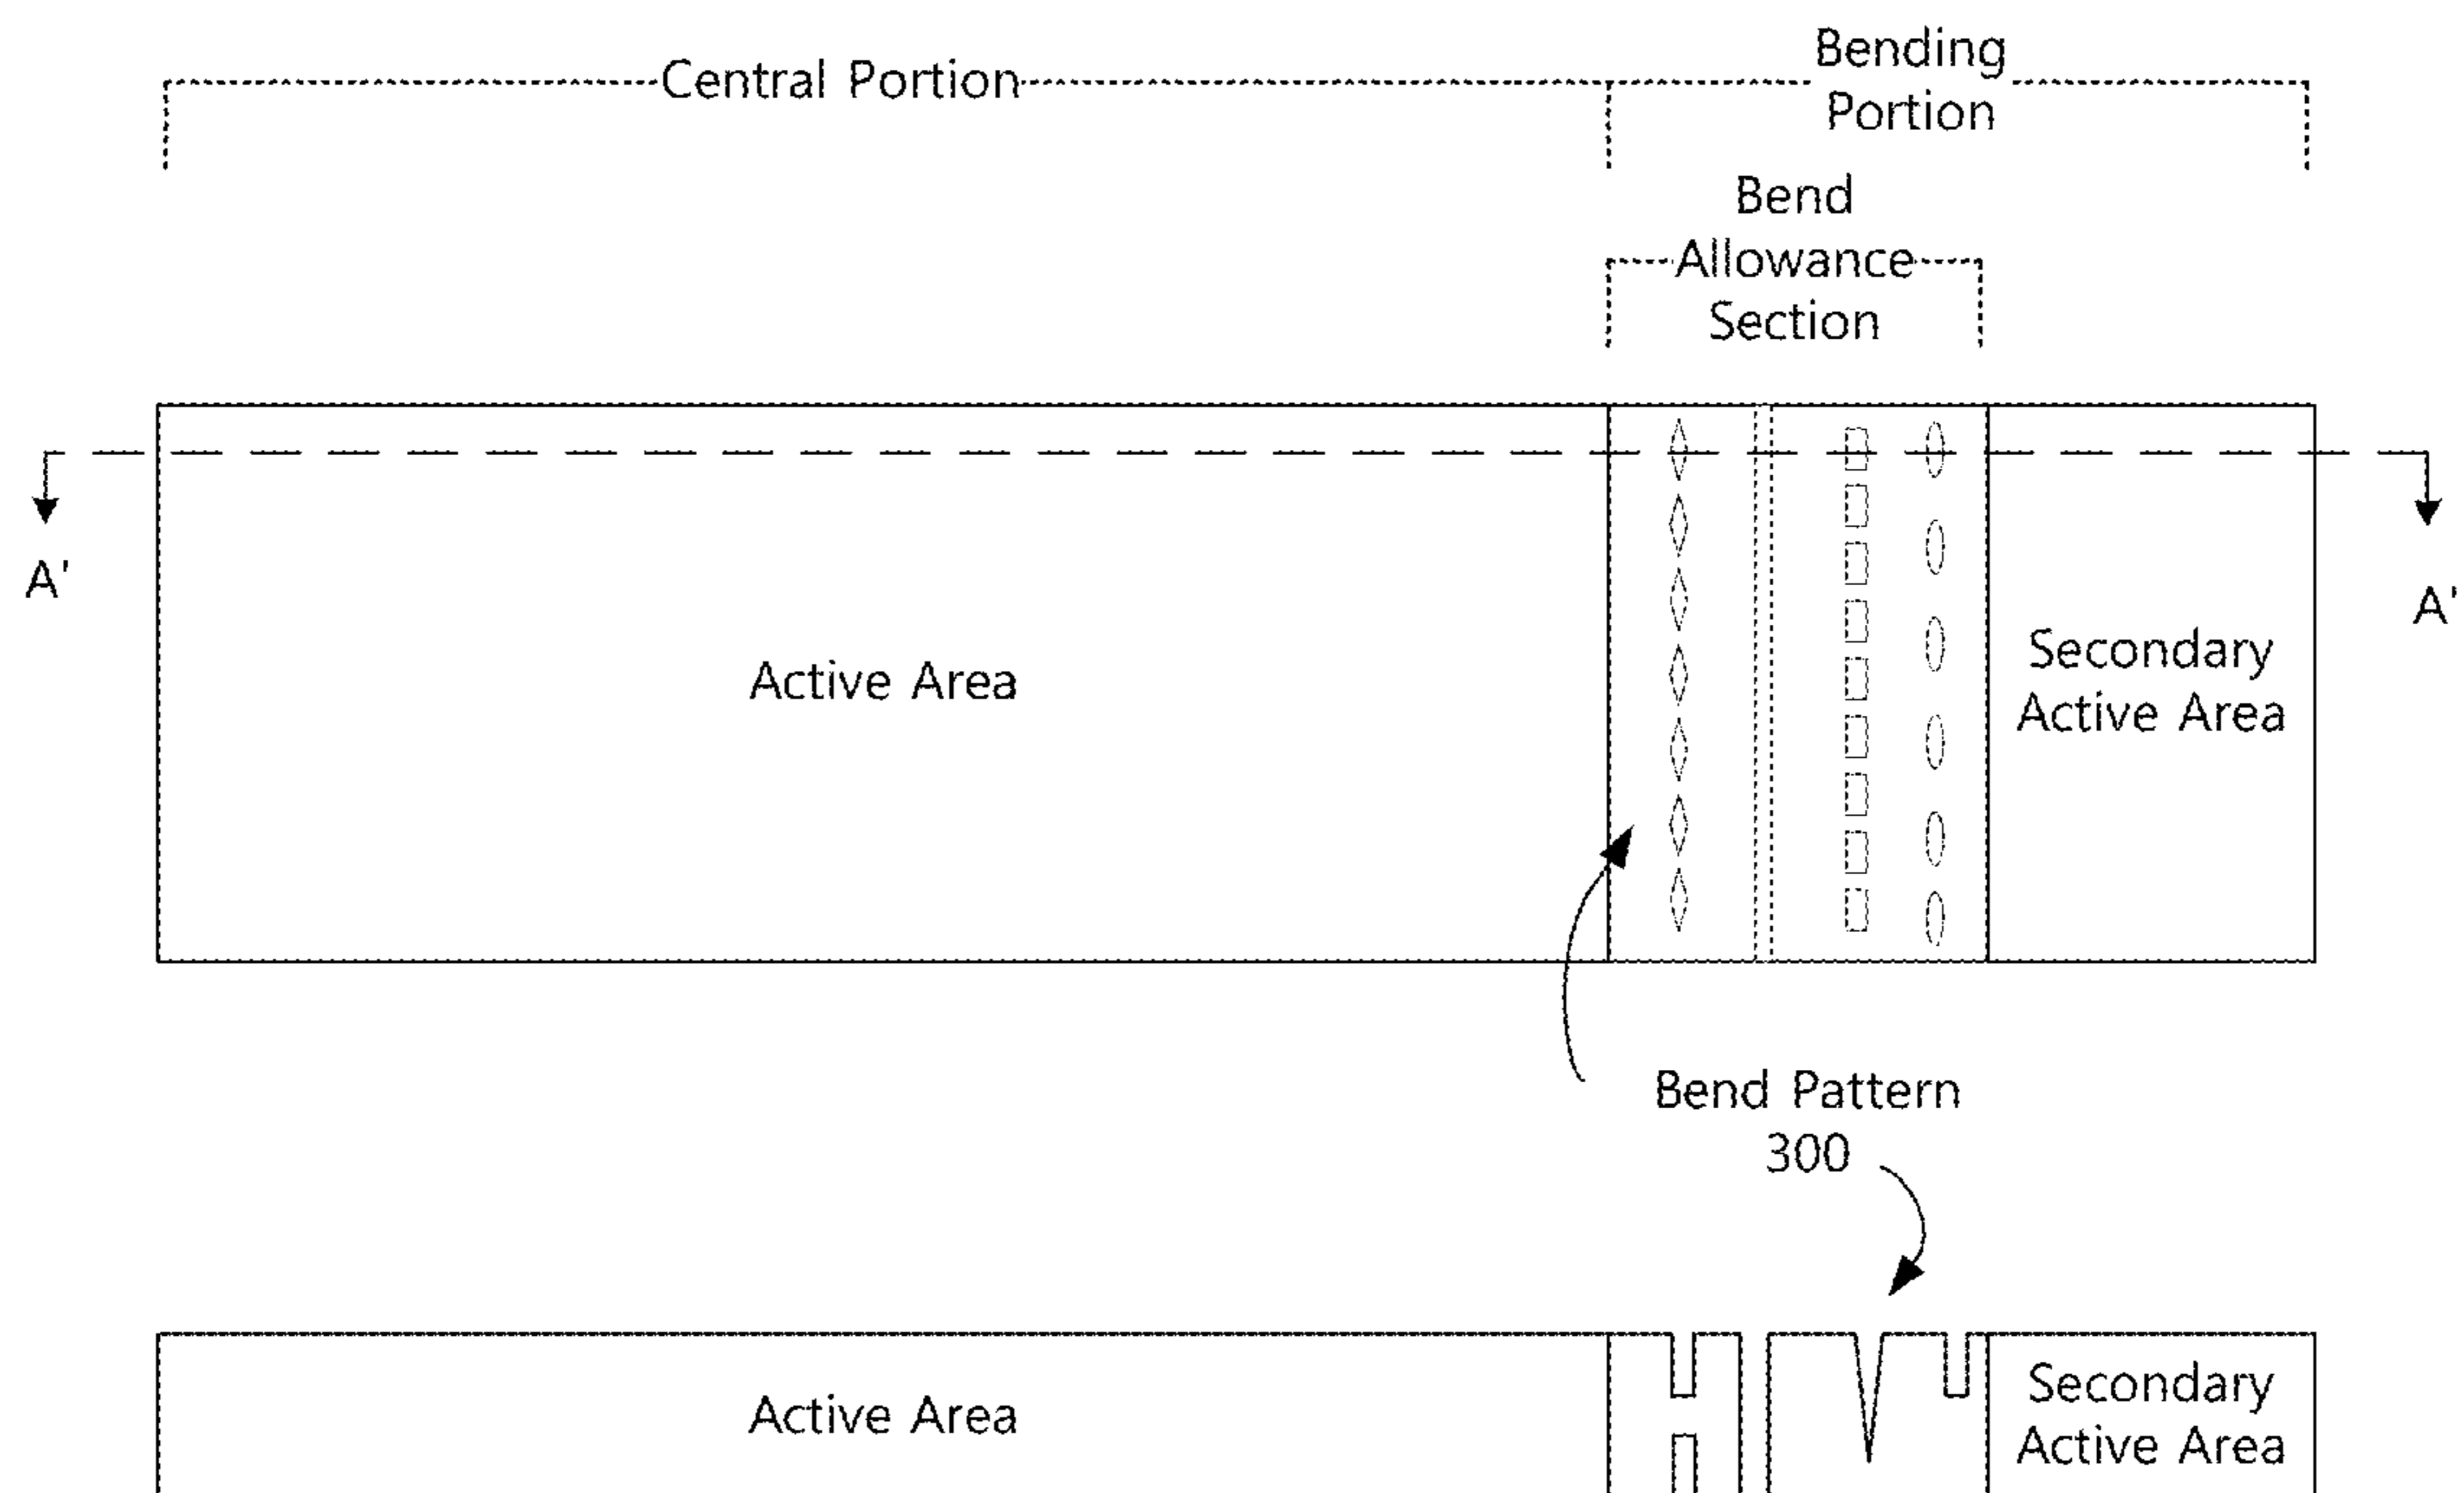 Central Portion
Bending
Portion
Bend
Allowance
Section
A'
A'
Active Area
Secondary
Active Area
Bend Pattern
300
Active Area
Secondary
Active Area